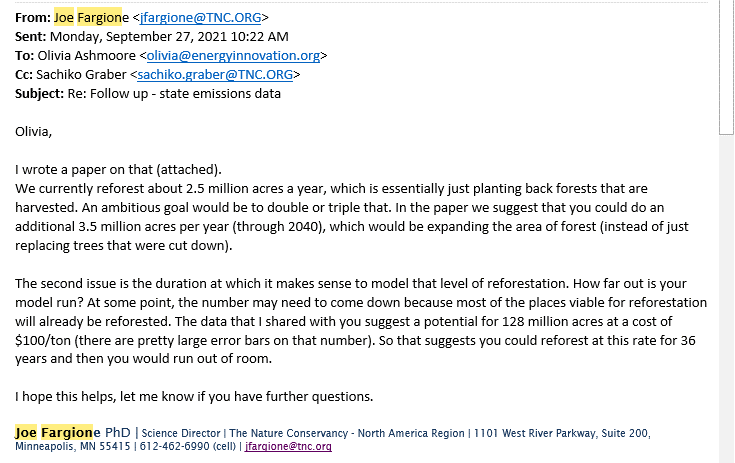 From: Joe Fargione <jfargione@TNC.ORG>
Sent: Monday, September 27, 2021 10:22 AM
To: Olivia Ashmoore <olivia@energyinnovation.org>
Cc: Sachiko Graber <sachiko.graber@TNC.ORG>
Subject: Re: Follow up - state emissions data
Olivia,
I wrote a paper on that (attached).
We currently reforest about 2.5 million acres a year, which is essentially just planting back forests that are
harvested. An ambitious goal would be to double or triple that. In the paper we suggest that you could do an
additional 3.5 million acres per year (through 2040), which would be expanding the area of forest (instead of just
replacing trees that were cut down).
The second issue is the duration at which it makes sense to model that level of reforestation. How far out is your
model run? At some point, the number may need to come down because most of the places viable for reforestation
will already be reforested. The data that I shared with you suggest a potential for 128 million acres at a cost of
$100/ton (there are pretty large error bars on that number). So that suggests you could reforest at this rate for 36
years and then you would run out of room.
I hope this helps, let me know if you have further questions.
Joe Fargione PhD | Science Director | The Nature Conservancy - North America Region | 1101 West River Parkway, Suite 200,
Minneapolis, MN 55415 | 612-462-6990 (cell) | jfargione@tnc.org